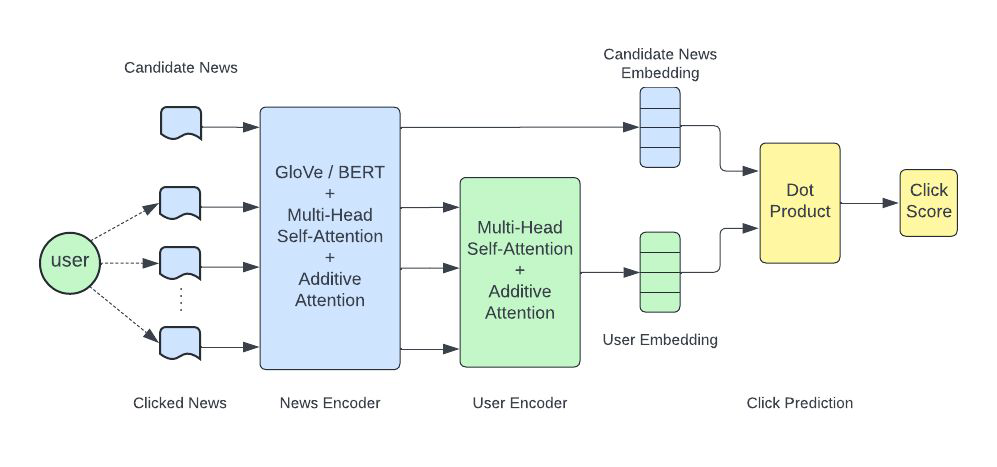 Candidate News
Candidate News
Embedding
GloVe / BERT
+
Multi-Head
Self-Attention
+
Additive
Attention
Multi-Head
Self-Attention
+
Additive
Attention
Dot
Product
Click
Score
user
User Embedding
Clicked News
News Encoder
User Encoder
Click Prediction